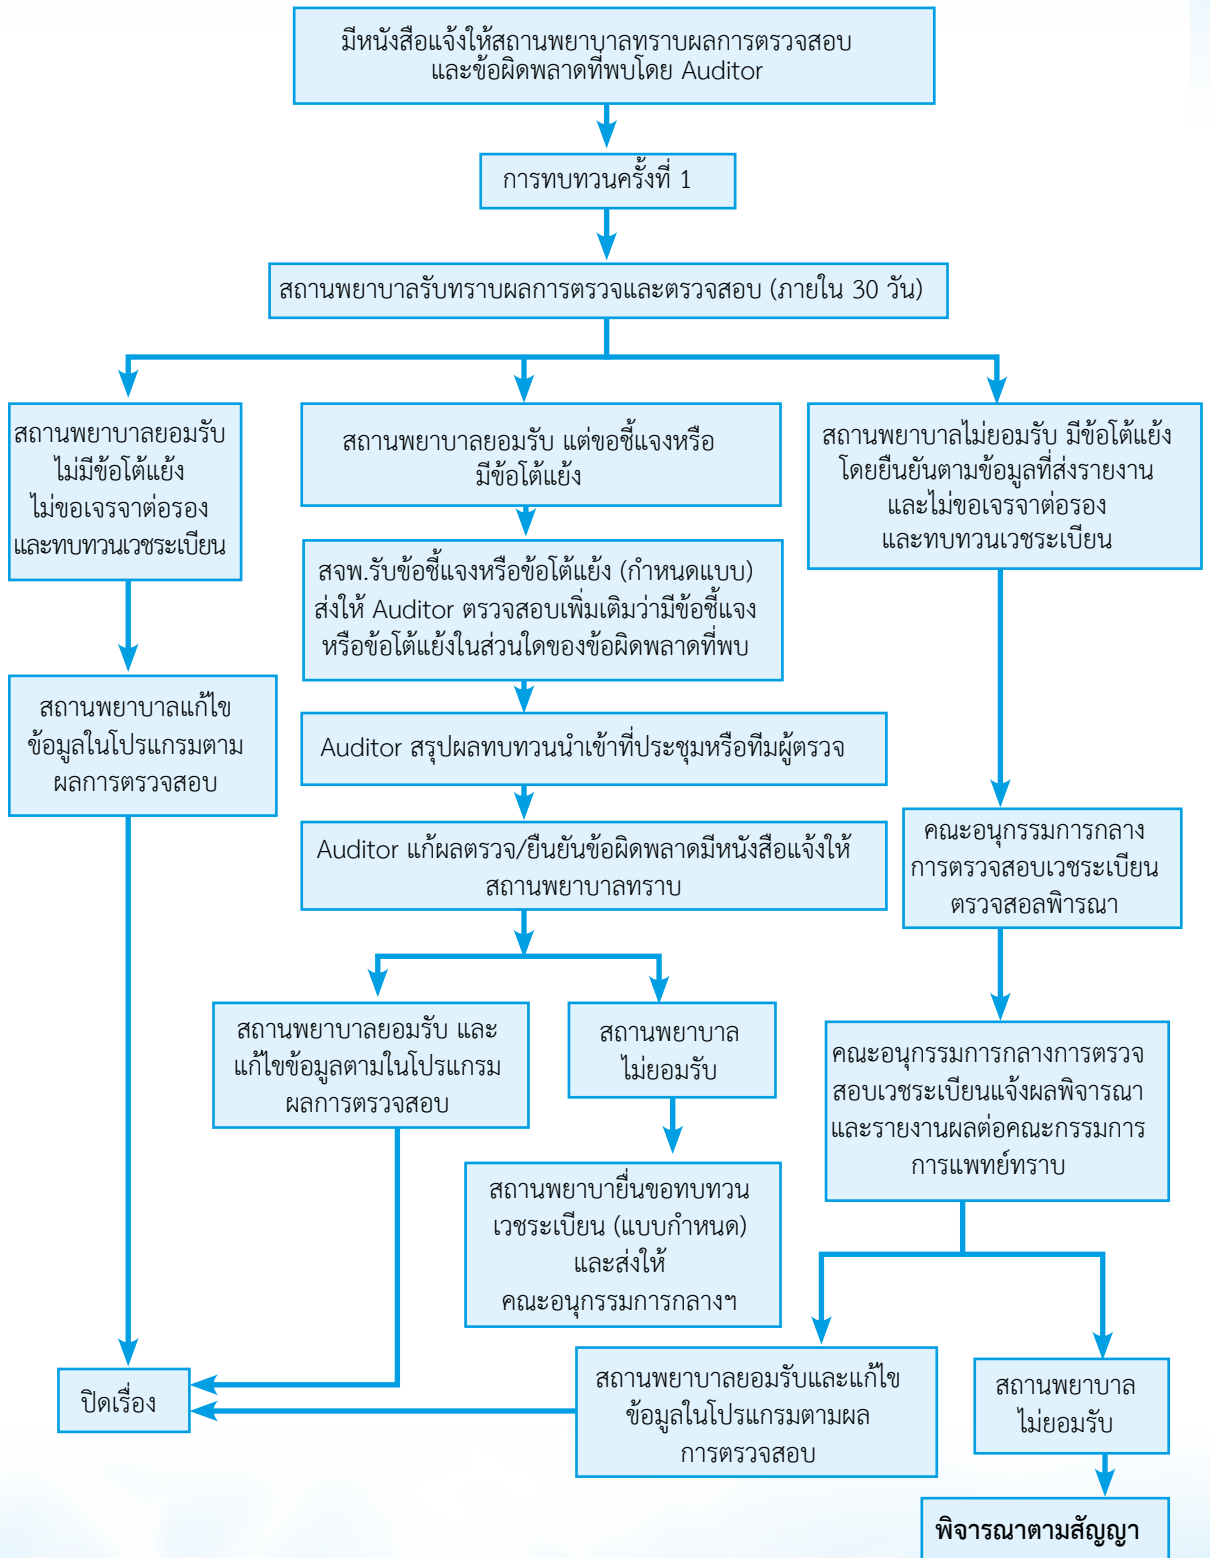 มีหนังสือแจ้งให้สถานพยาบาลทราบผลการตรวจสอบ
และข้อผิดพลาดที่พบโดย Auditor
การทบทวนครั้งที่ 1
สถานพยาบาลรับทราบผลการตรวจและตรวจสอบ (ภายใน 30 วัน)
สถานพยาบาลยอมรับ
ไม่มีข้อโต้แย้ง
ไม่ขอเจรจาต่อรอง
และทบทวนเวชระเบียน
สถานพยาบาลยอมรับ แต่ขอชี้แจงหรือ
มีข้อโต้แย้ง
สถานพยาบาลไม่ยอมรับ มีข้อโต้แย้ง
โดยยืนยันตามข้อมูลที่ส่งรายงาน
และไม่ขอเจรจาต่อรอง
และทบทวนเวชระเบียน
สจพ.รับข้อชี้แจงหรือข้อโต้แย้ง (กำหนดแบบ)
ส่งให้ Auditor ตรวจสอบเพิ่มเติมว่ามีข้อชี้แจง
หรือข้อโต้แย้งในส่วนใดของข้อผิดพลาดที่พบ
สถานพยาบาลแก้ไข
ข้อมูลในโปรแกรมตาม
ผลการตรวจสอบ
Auditor สรุปผลทบทวนนำเข้าที่ประชุมหรือทีมผู้ตรวจ
Auditor แก้ผลตรวจ/ยืนยันข้อผิดพลาดมีหนังสือแจ้งให้
สถานพยาบาลทราบ
คณะอนุกรรมการกลาง
การตรวจสอบเวชระเบียน
ตรวจสอลพิารณา
สถานพยาบาลยอมรับ และ
แก้ไขข้อมูลตามในโปรแกรม
ผลการตรวจสอบ
สถานพยาบาล
ไม่ยอมรับ
คณะอนุกรรมการกลางการตรวจ
สอบเวชระเบียนแจ้งผลพิจารณา
และรายงานผลต่อคณะกรรมการ
การแพทย์ทราบ
สถานพยาบายื่นขอทบทวน
เวชระเบียน (แบบกำหนด)
และส่งให้
คณะอนุกรรมการกลางฯ
ปิดเรื่อง
สถานพยาบาลยอมรับและแก้ไข
ข้อมูลในโปรแกรมตามผล
การตรวจสอบ
สถานพยาบาล
ไม่ยอมรับ
พิจารณาตามสัญญา